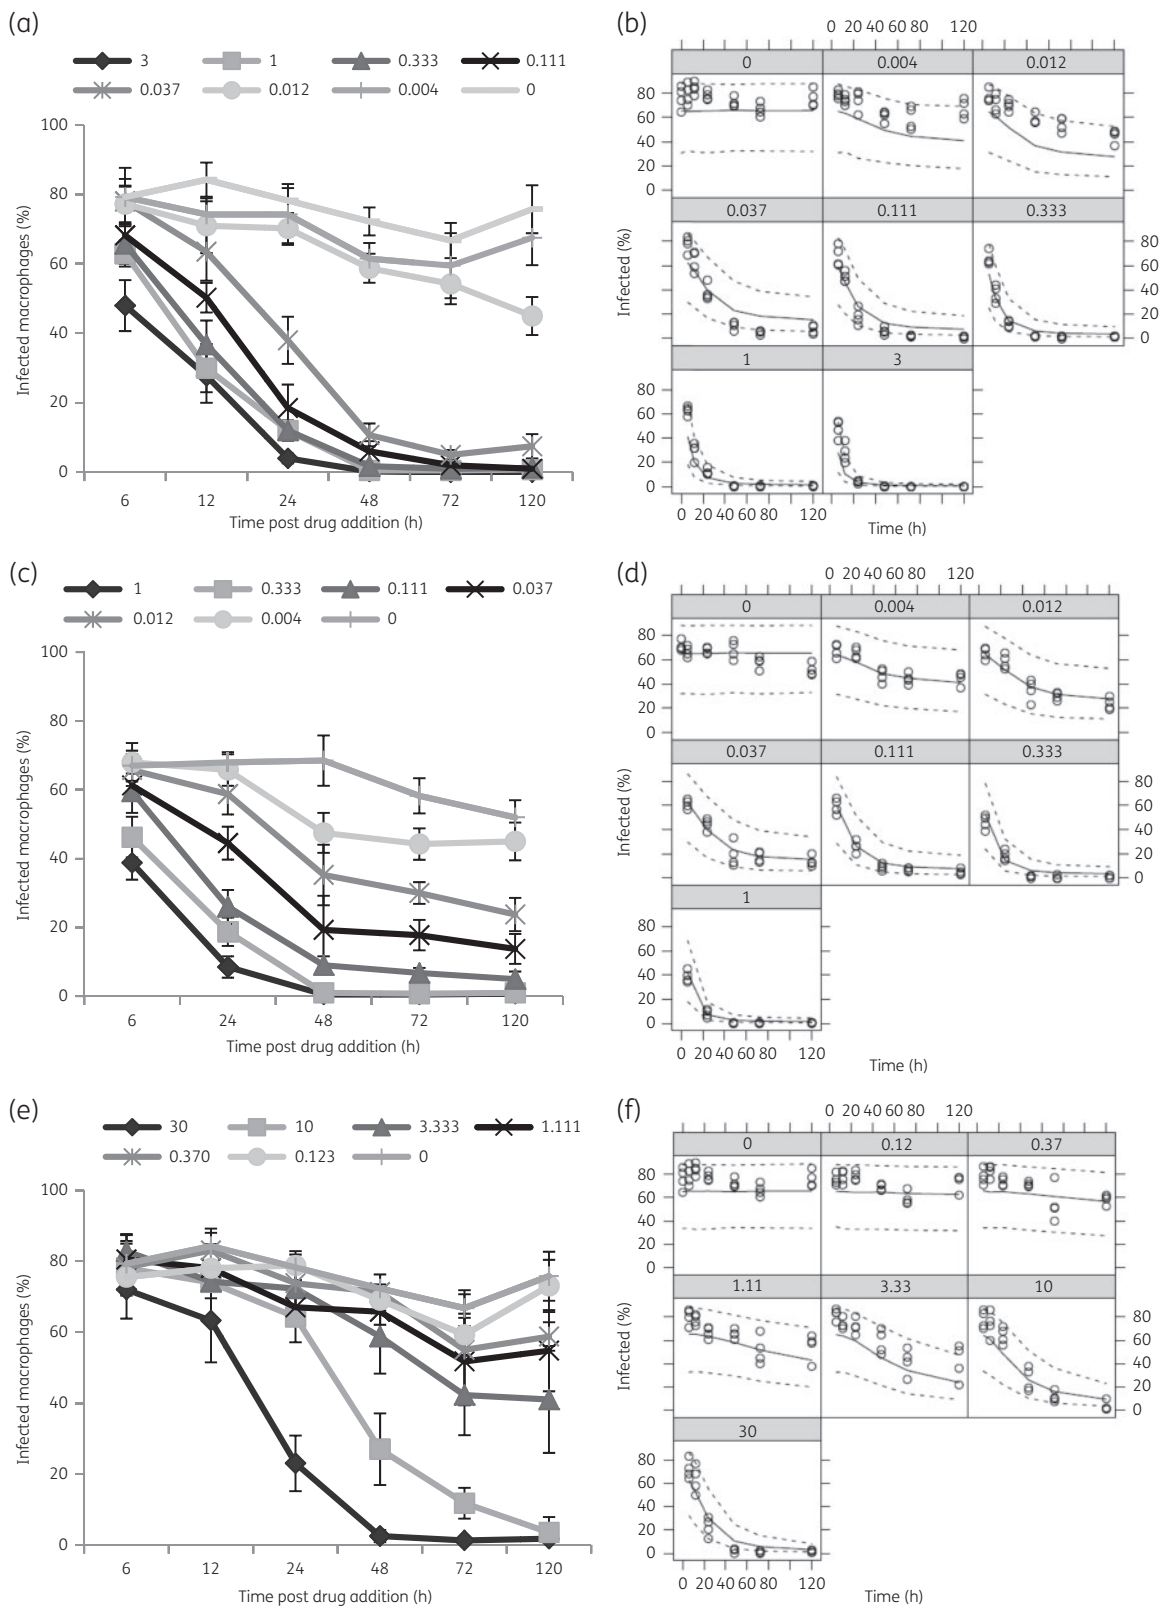 (a)
3 1 0.333 0.111
0.037 0.012 0.004 0
100
80
60
40
20
0
Infected macrophages (%)
6 12 24 48 72 120
Time post drug addition (h)
(b)
0 20 40 60 80 120
0 0.004 0.012
80
60
40
20
0
0.037 0.111 0.333
80
60
40
20
0
Infected (%)
1 3
80
60
40
20
0
0 20 40 60 80 120
Time (h)
(c)
1 0.333 0.111 0.037
0.012 0.004 0
100
80
60
40
20
0
Infected macrophages (%)
6 24 48 72 120
Time post drug addition (h)
(d)
0 20 40 60 80 120
0 0.004 0.012
80
60
40
20
0
0.037 0.111 0.333
80
60
40
20
0
Infected (%)
1
80
60
40
20
0
0 20 40 60 80 120
Time (h)
(e)
30 10 3.333 1.111
0.370 0.123 0
100
80
60
40
20
0
Infected macrophages (%)
6 12 24 48 72 120
Time post drug addition (h)
(f)
0 20 40 60 80 120
0 0.12 0.37
80
60
40
20
0
1.11 3.33 10
80
60
40
20
0
Infected (%)
30
80
60
40
20
0
0 20 40 60 80 120
Time (h)